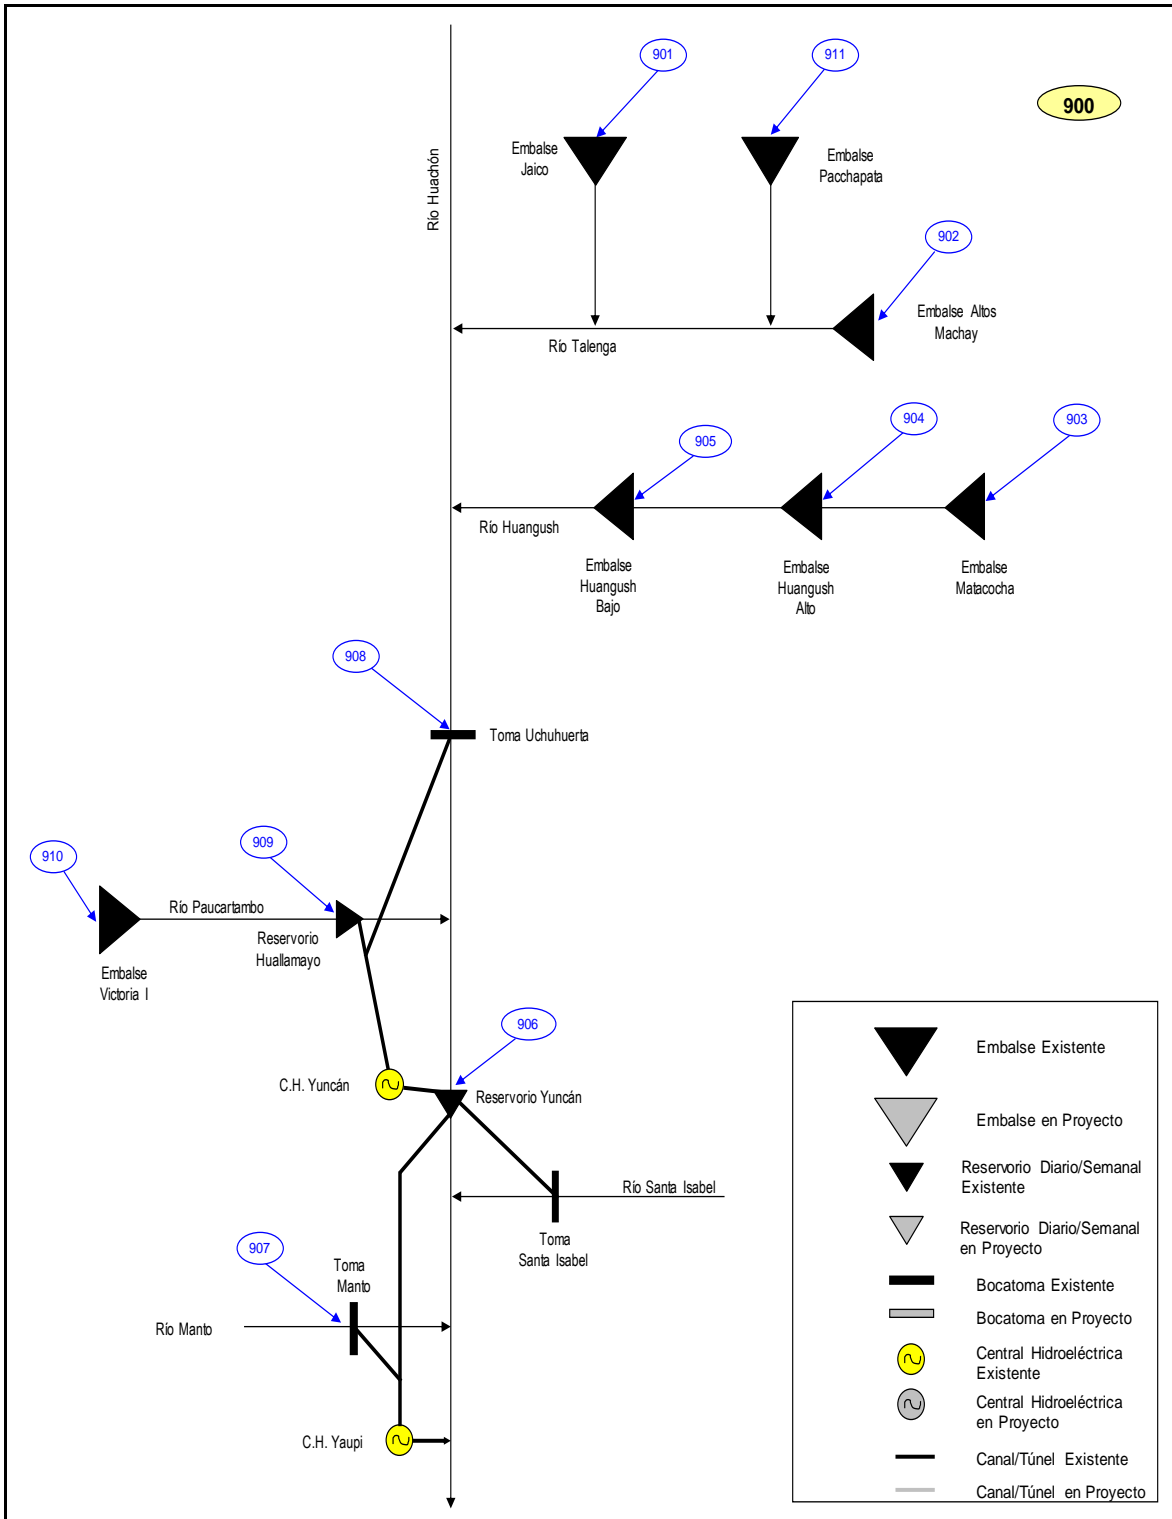 901
911
900
Río Huachón
Embalse
Jaico
Embalse
Pacchapata
902
Embalse Altos
Machay
Río Talenga
905
904
903
Río Huangush
Embalse
Huangush
Bajo
Embalse
Huangush
Alto
Embalse
Matacocha
908
Toma Uchuhuerta
910
909
Río Paucartambo
Reservorio
Huallamayo
Embalse
Victoria I
906
C.H. Yuncán
Reservorio Yuncán
Río Santa Isabel
Toma
Santa Isabel
907
Toma
Manto
Río Manto
C.H. Yaupi
Embalse Existente
Embalse en Proyecto
Reservorio Diario/Semanal
Existente
Reservorio Diario/Semanal
en Proyecto
Bocatoma Existente
Bocatoma en Proyecto
Central Hidroeléctrica
Existente
Central Hidroeléctrica
en Proyecto
Canal/Túnel Existente
Canal/Túnel en Proyecto